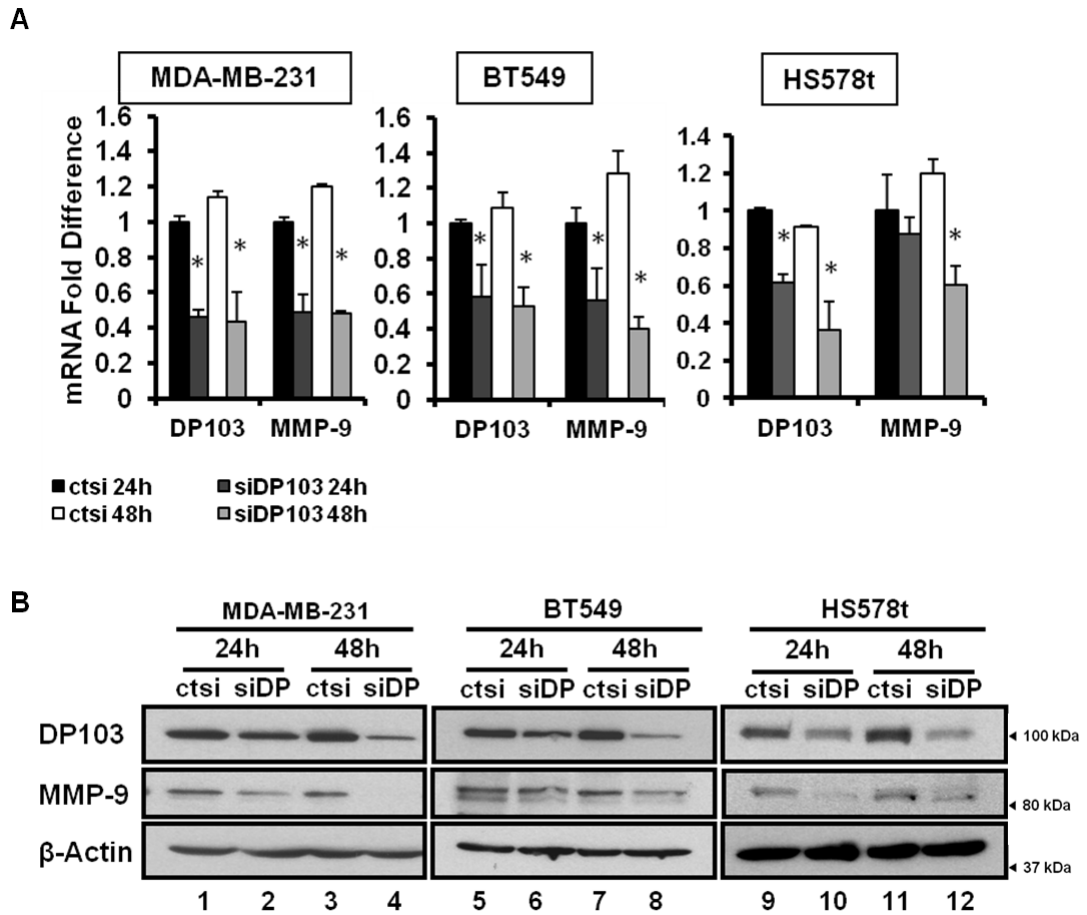 A
MDA-MB-231
BT549
HS578t
mRNA Fold Difference
1.6
1.4
1.2
1
0.8
0.6
0.4
0.2
0
* * * *
DP103 MMP-9
1.6
1.4
1.2
1
0.8
0.6
0.4
0.2
0
* * * *
DP103 MMP-9
1.4
1.2
1
0.8
0.6
0.4
0.2
0
* * *
DP103 MMP-9
ctsi 24h siDP103 24h
ctsi 48h siDP103 48h
B
MDA-MB-231 BT549 HS578t
24h 48h 24h 48h 24h 48h
ctsi siDP ctsi siDP ctsi siDP ctsi siDP ctsi siDP ctsi siDP
DP103 100 kDa
MMP-9 80 kDa
β-Actin 37 kDa
1 2 3 4 5 6 7 8 9 10 11 12